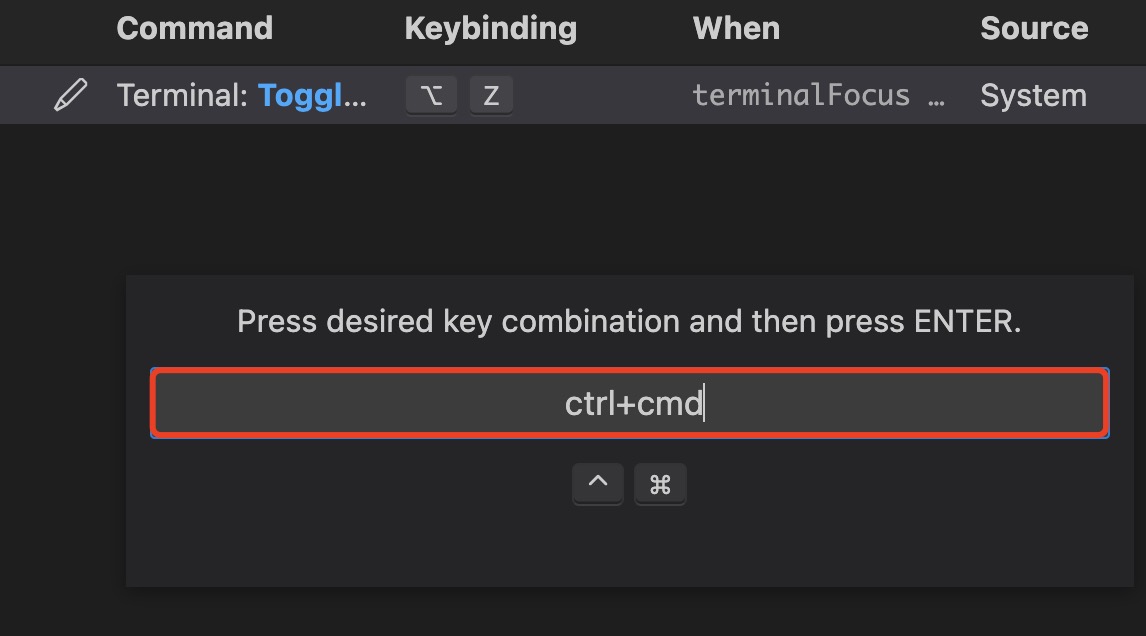 Command Keybinding When Source
Terminal: Toggl... ⌥ Z terminalFocus … System
Press desired key combination and then press ENTER.
ctrl+cmd
^ ⌘